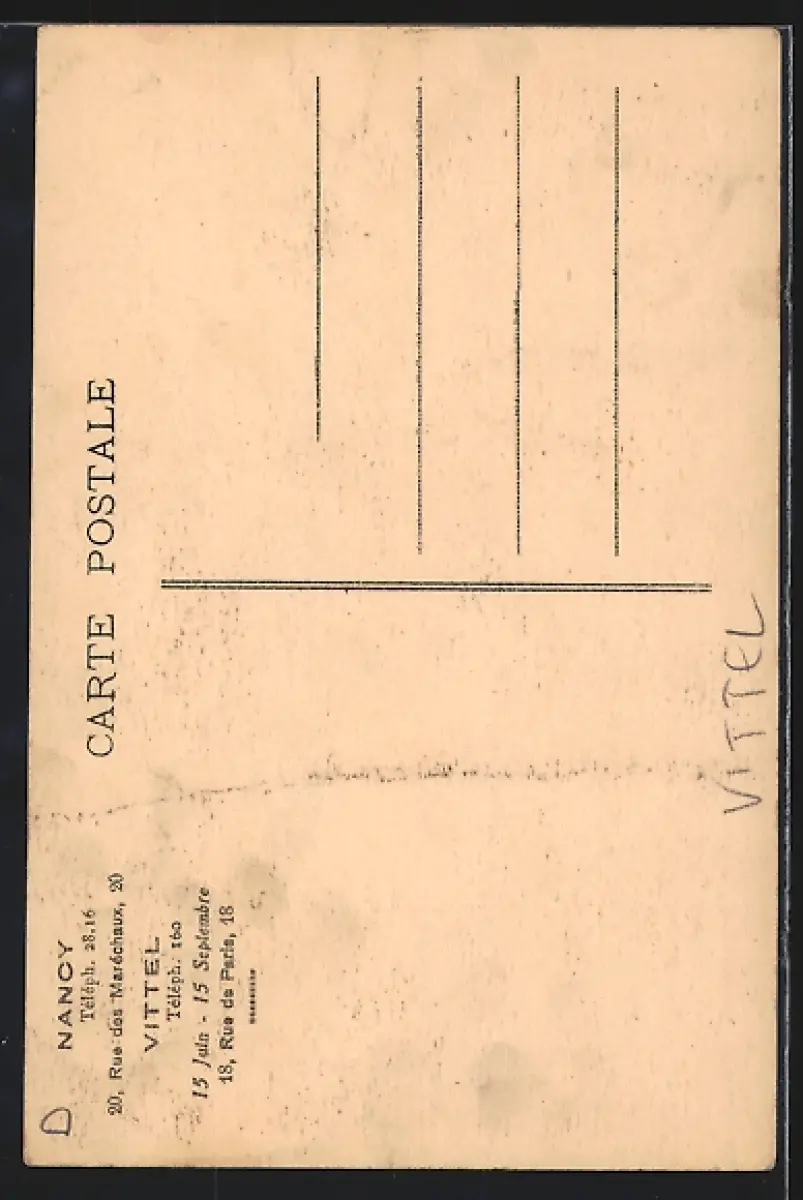 D
NANCY
Téléph. 28.16
20, Rue des Maréchaux, 20
VITTEL
Téléph. 160
15 Juin - 15 Septembre
18, Rue de Paris, 18
CARTE POSTALE
VITTEL